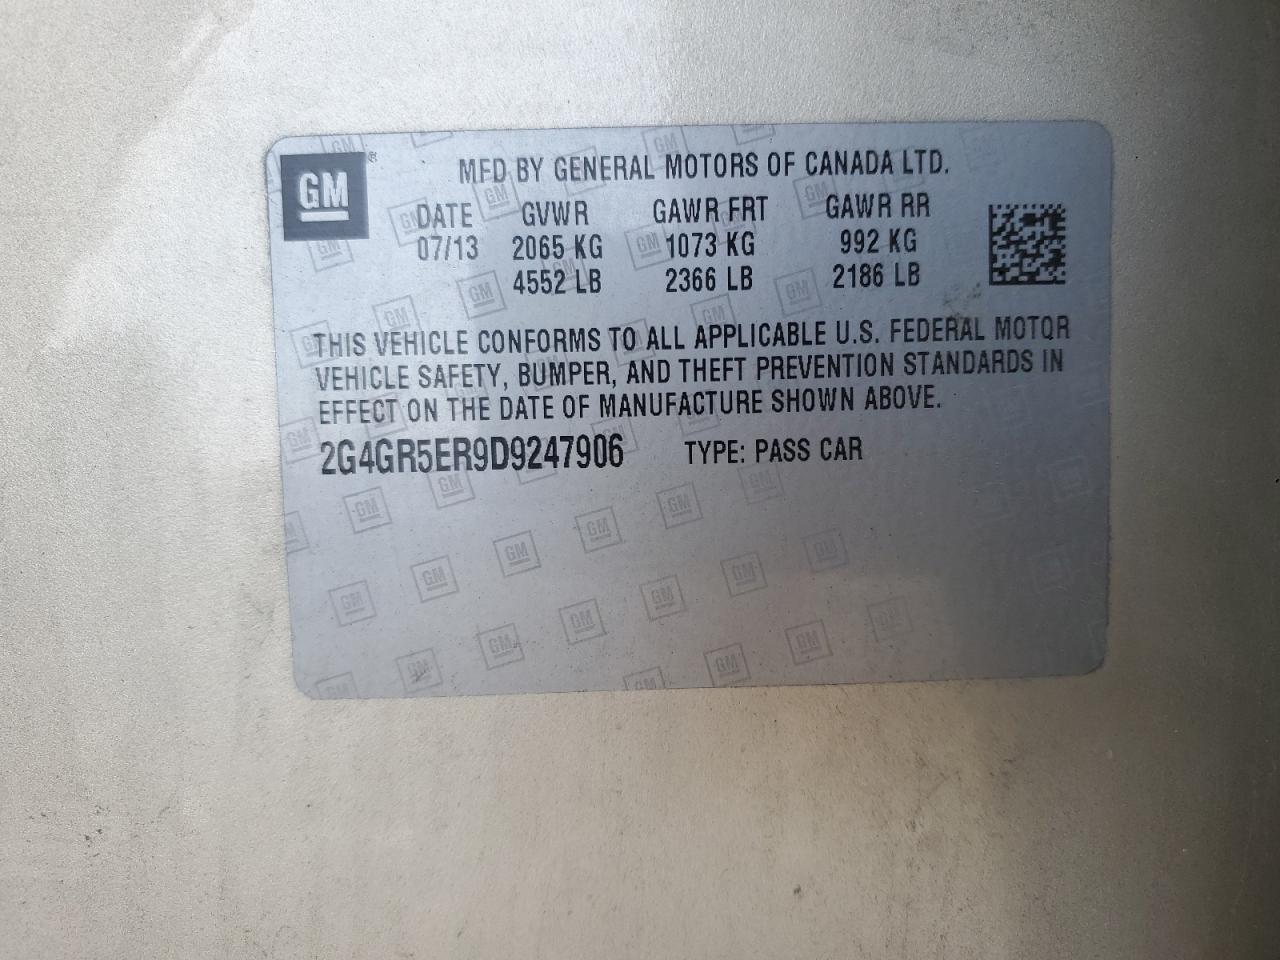 GM ®
MFD BY GENERAL MOTORS OF CANADA LTD.
DATE GVWR GAWR FRT GAWR RR
07/13 2065 KG 1073 KG 992 KG
4552 LB 2366 LB 2186 LB
THIS VEHICLE CONFORMS TO ALL APPLICABLE U.S. FEDERAL MOTOR
VEHICLE SAFETY, BUMPER, AND THEFT PREVENTION STANDARDS IN
EFFECT ON THE DATE OF MANUFACTURE SHOWN ABOVE.
2G4GR5ER9D9247906 TYPE: PASS CAR